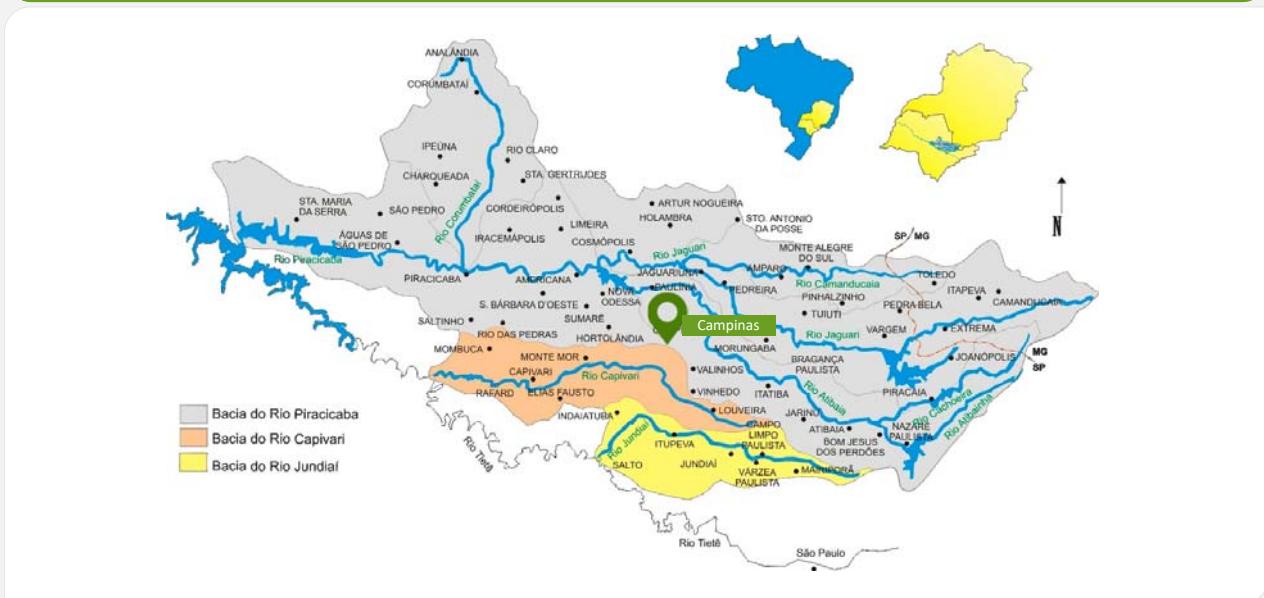 ANALÂNDIA
CORUMBATAÍ
IPEÚNA
RIO CLARO
CHARQUEADA
STA. GERTRUDES
STA. MARIA
DA SERRA
SÃO PEDRO
Rio Corumbataí
CORDEIRÓPOLIS
ARTUR NOGUEIRA
HOLAMBRA
STO. ANTONIO
DA POSSE
N
LIMEIRA
IRACEMÁPOLIS
COSMÓPOLIS
ÁGUAS DE
SÃO PEDRO
Rio Piracicaba
Rio Jaguari
MONTE ALEGRE
DO SUL
SP / MG
PIRACICABA
AMERICANA
JAGUARIUNA
AMPARO
TOLEDO
PAULÍNIA
PEDREIRA
Rio Camanducaia
ITAPEVA
NOVA
ODESSA
PINHALZINHO
PEDRA BELA
CAMANDUCAIA
S. BÁRBARA D'OESTE
TUIUTI
SALTINHO
SUMARÉ
Campinas
RIO DAS PEDRAS
HORTOLÂNDIA
Rio Jaguari
VARGEM
EXTREMA
MOMBUCA
MONTE MOR
MORUNGABA
BRAGANÇA
PAULISTA
JOANÓPOLIS
MG
SP
CAPIVARI
Rio Capivari
VALINHOS
RAFARD
ELIAS FAUSTO
VINHEDO
ITATIBA
Rio Atibaia
PIRACAIA
Rio Cachoeira
Rio Atibainha
INDAIATUBA
LOUVEIRA
JARINU
Bacia do Rio Piracicaba
CAMPO
LIMPO
PAULISTA
ATIBAIA
NAZARÉ
PAULISTA
Bacia do Rio Capivari
Rio Jundiaí
ITUPEVA
BOM JESUS
DOS PERDÕES
Bacia do Rio Jundiaí
Rio Tietê
SALTO
JUNDIAÍ
VÁRZEA
PAULISTA
MAIRIPORÃ
Rio Tietê
São Paulo